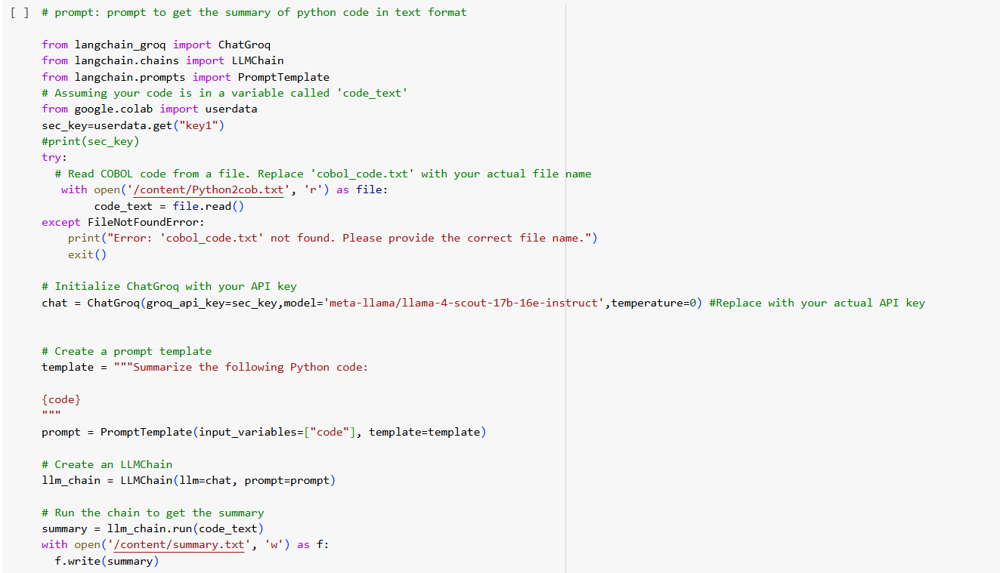 [ ] # prompt: prompt to get the summary of python code in text format
from langchain_groq import ChatGroq
from langchain.chains import LLMChain
from langchain.prompts import PromptTemplate
# Assuming your code is in a variable called 'code_text'
from google.colab import userdata
sec_key=userdata.get("key1")
#print(sec_key)
try:
  # Read COBOL code from a file. Replace 'cobol_code.txt' with your actual file name
   with open('/content/Python2cob.txt', 'r') as file:
        code_text = file.read()
except FileNotFoundError:
    print("Error: 'cobol_code.txt' not found. Please provide the correct file name.")
    exit()
# Initialize ChatGroq with your API key
chat = ChatGroq(groq_api_key=sec_key,model='meta-llama/llama-4-scout-17b-16e-instruct',temperature=0) #Replace with your actual API key
# Create a prompt template
template = """Summarize the following Python code:
{code}
"""
prompt = PromptTemplate(input_variables=["code"], template=template)
# Create an LLMChain
llm_chain = LLMChain(llm=chat, prompt=prompt)
# Run the chain to get the summary
summary = llm_chain.run(code_text)
with open('/content/summary.txt', 'w') as f:
  f.write(summary)